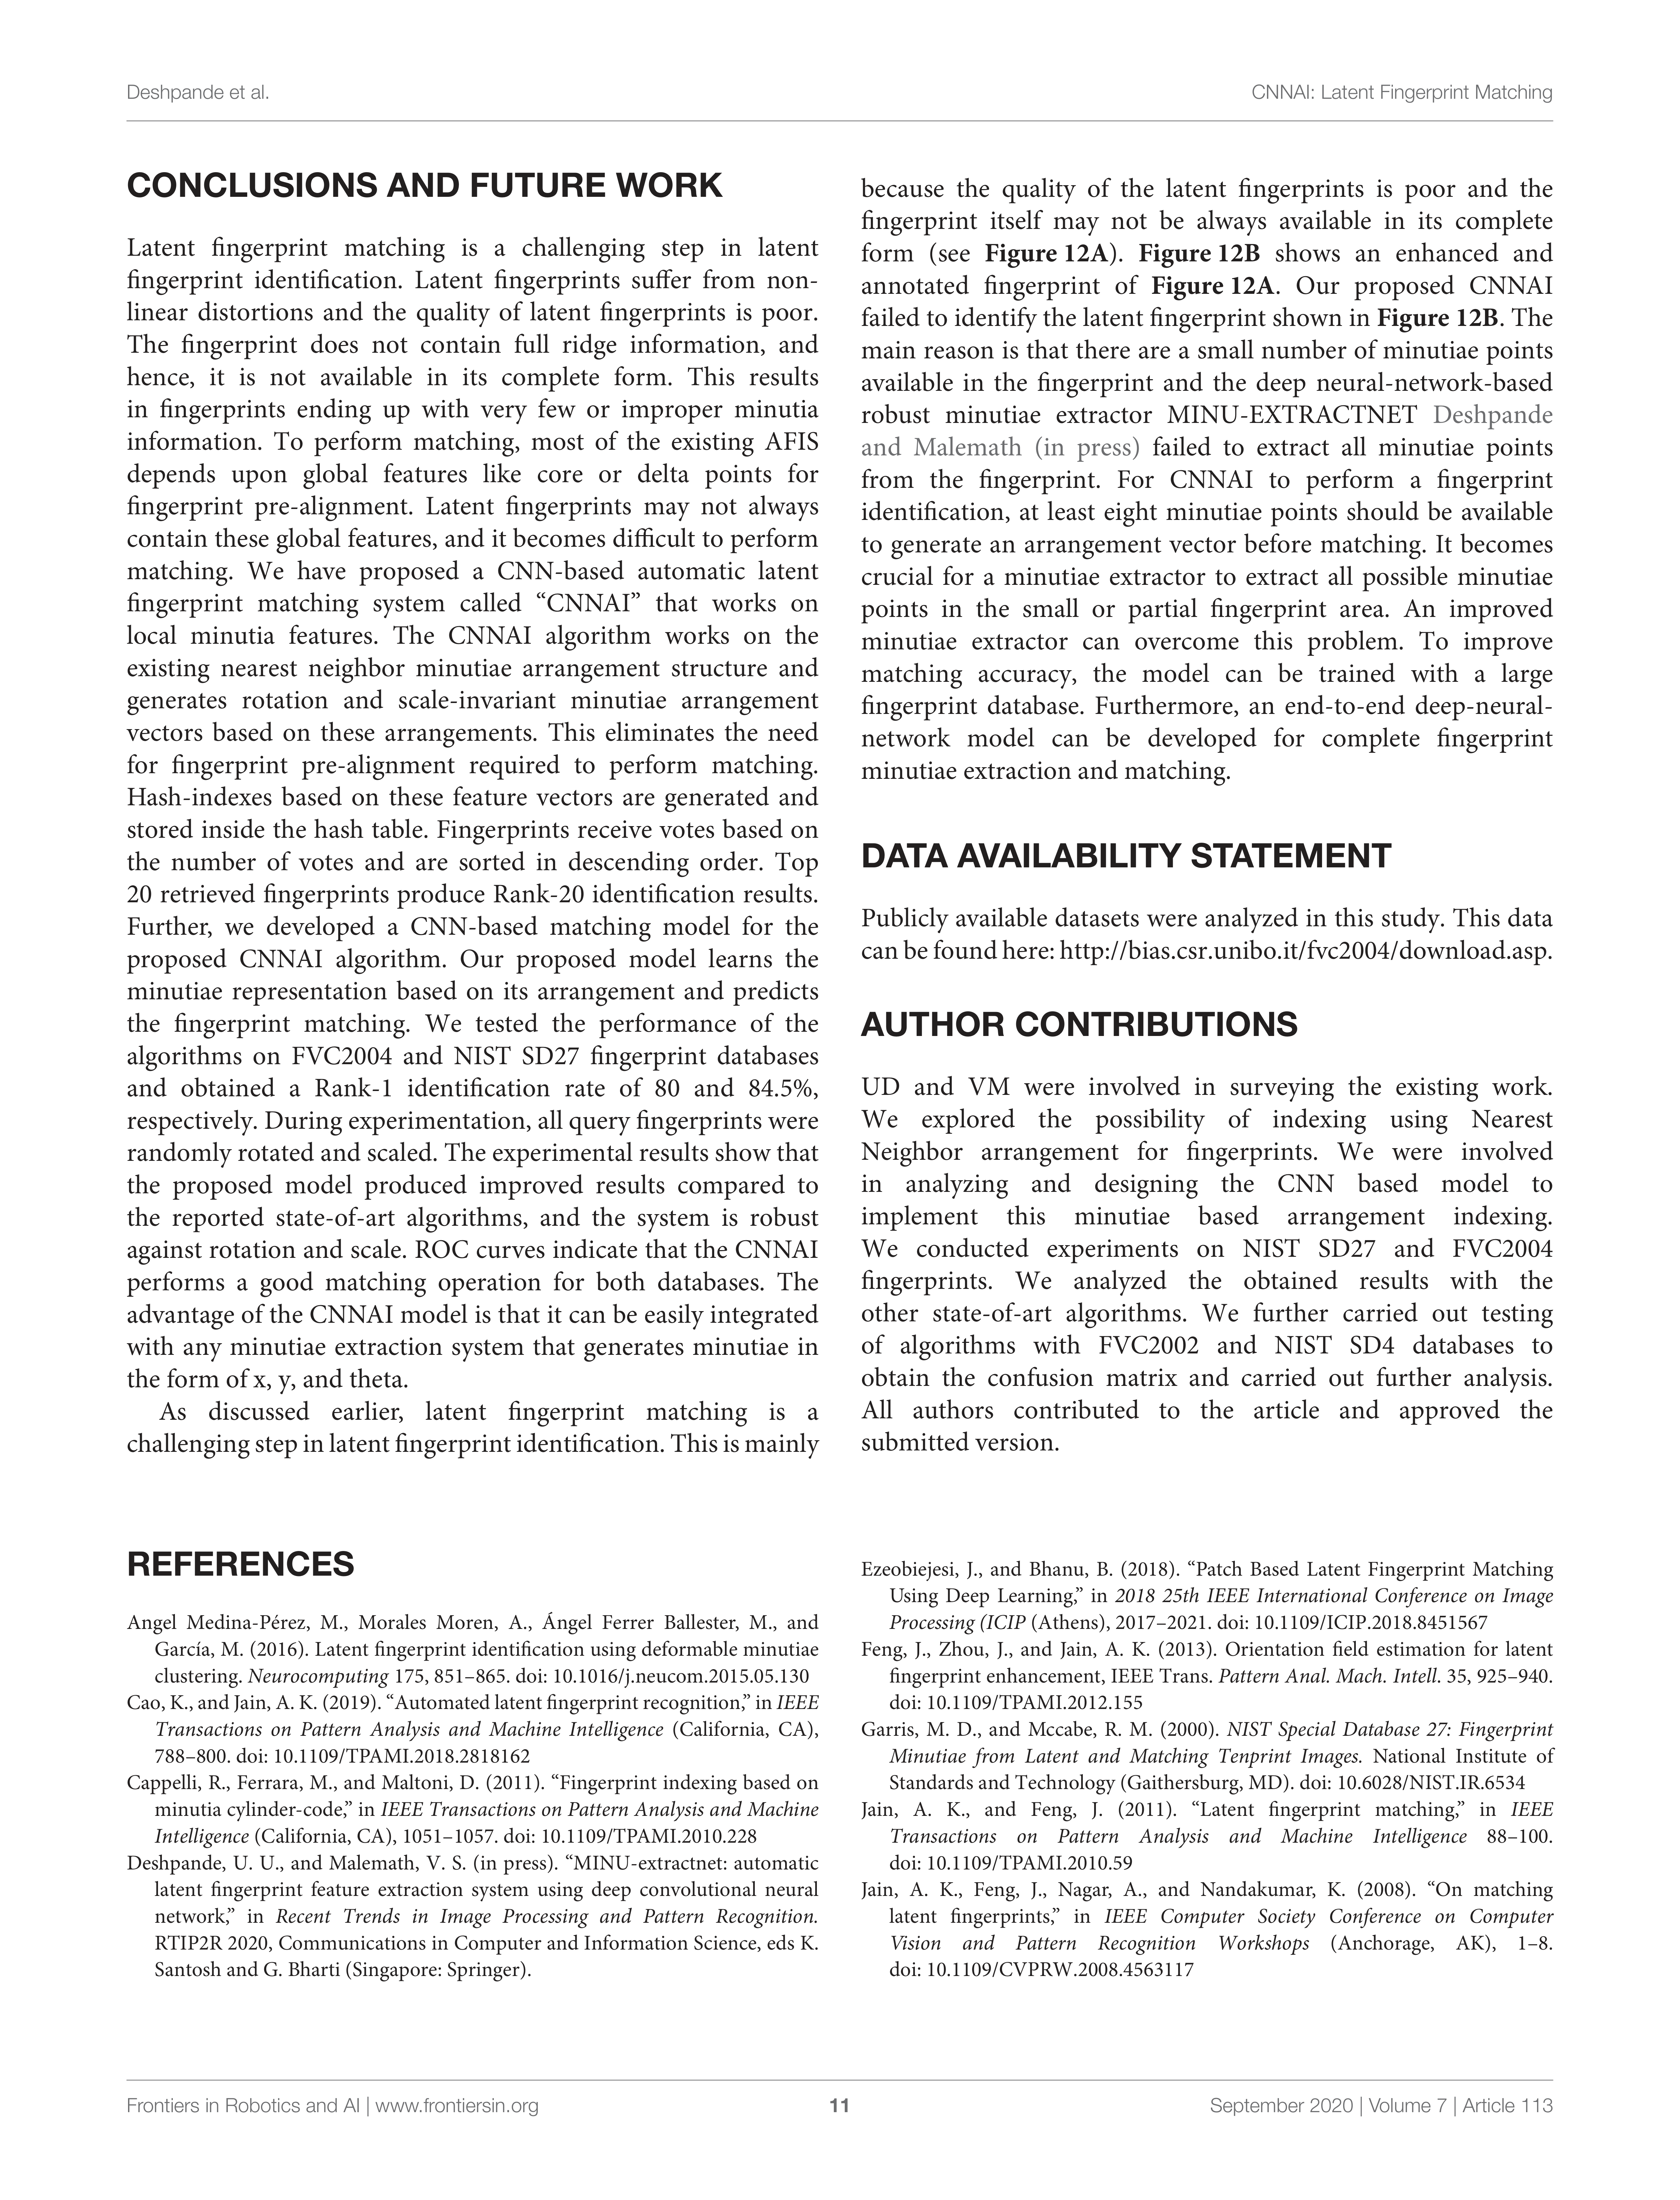 Deshpande et al.
CNNAI: Latent Fingerprint Matching
CONCLUSIONS AND FUTURE WORK
Latent fingerprint matching is a challenging step in latent
fingerprint identification. Latent fingerprints suffer from non-
linear distortions and the quality of latent fingerprints is poor.
The fingerprint does not contain full ridge information, and
hence, it is not available in its complete form. This results
in fingerprints ending up with very few or improper minutia
information. To perform matching, most of the existing AFIS
depends upon global features like core or delta points for
fingerprint pre-alignment. Latent fingerprints may not always
contain these global features, and it becomes difficult to perform
matching. We have proposed a CNN-based automatic latent
fingerprint matching system called “CNNAI” that works on
local minutia features. The CNNAI algorithm works on the
existing nearest neighbor minutiae arrangement structure and
generates rotation and scale-invariant minutiae arrangement
vectors based on these arrangements. This eliminates the need
for fingerprint pre-alignment required to perform matching.
Hash-indexes based on these feature vectors are generated and
stored inside the hash table. Fingerprints receive votes based on
the number of votes and are sorted in descending order. Top
20 retrieved fingerprints produce Rank-20 identification results.
Further, we developed a CNN-based matching model for the
proposed CNNAI algorithm. Our proposed model learns the
minutiae representation based on its arrangement and predicts
the fingerprint matching. We tested the performance of the
algorithms on FVC2004 and NIST SD27 fingerprint databases
and obtained a Rank-1 identification rate of 80 and 84.5%,
respectively. During experimentation, all query fingerprints were
randomly rotated and scaled. The experimental results show that
the proposed model produced improved results compared to
the reported state-of-art algorithms, and the system is robust
against rotation and scale. ROC curves indicate that the CNNAI
performs a good matching operation for both databases. The
advantage of the CNNAI model is that it can be easily integrated
with any minutiae extraction system that generates minutiae in
the form of x, y, and theta.
As discussed earlier, latent fingerprint matching is a
challenging step in latent fingerprint identification. This is mainly
because the quality of the latent fingerprints is poor and the
fingerprint itself may not be always available in its complete
form (see Figure 12A). Figure 12B shows an enhanced and
annotated fingerprint of Figure 12A. Our proposed CNNAI
failed to identify the latent fingerprint shown in Figure 12B. The
main reason is that there are a small number of minutiae points
available in the fingerprint and the deep neural-network-based
robust minutiae extractor MINU-EXTRACTNET Deshpande
and Malemath (in press) failed to extract all minutiae points
from the fingerprint. For CNNAI to perform a fingerprint
identification, at least eight minutiae points should be available
to generate an arrangement vector before matching. It becomes
crucial for a minutiae extractor to extract all possible minutiae
points in the small or partial fingerprint area. An improved
minutiae extractor can overcome this problem. To improve
matching accuracy, the model can be trained with a large
fingerprint database. Furthermore, an end-to-end deep-neural-
network model can be developed for complete fingerprint
minutiae extraction and matching.
DATA AVAILABILITY STATEMENT
Publicly available datasets were analyzed in this study. This data
can be found here: http://bias.csr.unibo.it/fvc2004/download.asp.
AUTHOR CONTRIBUTIONS
UD and VM were involved in surveying the existing work.
We explored the possibility of indexing using Nearest
Neighbor arrangement for fingerprints. We were involved
in analyzing and designing the CNN based model to
implement this minutiae based arrangement indexing.
We conducted experiments on NIST SD27 and FVC2004
fingerprints. We analyzed the obtained results with the
other state-of-art algorithms. We further carried out testing
of algorithms with FVC2002 and NIST SD4 databases to
obtain the confusion matrix and carried out further analysis.
All authors contributed to the article and approved the
submitted version.
REFERENCES
Angel Medina-Pérez, M., Morales Moren, A., Ángel Ferrer Ballester, M., and
García, M. (2016). Latent fingerprint identification using deformable minutiae
clustering. Neurocomputing 175, 851–865. doi: 10.1016/j.neucom.2015.05.130
Cao, K., and Jain, A. K. (2019). “Automated latent fingerprint recognition,” in IEEE
Transactions on Pattern Analysis and Machine Intelligence (California, CA),
788–800. doi: 10.1109/TPAMI.2018.2818162
Cappelli, R., Ferrara, M., and Maltoni, D. (2011). “Fingerprint indexing based on
minutia cylinder-code,” in IEEE Transactions on Pattern Analysis and Machine
Intelligence (California, CA), 1051–1057. doi: 10.1109/TPAMI.2010.228
Deshpande, U. U., and Malemath, V. S. (in press). “MINU-extractnet: automatic
latent fingerprint feature extraction system using deep convolutional neural
network,” in Recent Trends in Image Processing and Pattern Recognition.
RTIP2R 2020, Communications in Computer and Information Science, eds K.
Santosh and G. Bharti (Singapore: Springer).
Ezeobiejesi, J., and Bhanu, B. (2018). “Patch Based Latent Fingerprint Matching
Using Deep Learning,” in 2018 25th IEEE International Conference on Image
Processing (ICIP (Athens), 2017–2021. doi: 10.1109/ICIP.2018.8451567
Feng, J., Zhou, J., and Jain, A. K. (2013). Orientation field estimation for latent
fingerprint enhancement, IEEE Trans. Pattern Anal. Mach. Intell. 35, 925–940.
doi: 10.1109/TPAMI.2012.155
Garris, M. D., and Mccabe, R. M. (2000). NIST Special Database 27: Fingerprint
Minutiae from Latent and Matching Tenprint Images. National Institute of
Standards and Technology (Gaithersburg, MD). doi: 10.6028/NIST.IR.6534
Jain, A. K., and Feng, J. (2011). “Latent fingerprint matching,” in IEEE
Transactions on Pattern Analysis and Machine Intelligence 88–100.
doi: 10.1109/TPAMI.2010.59
Jain, A. K., Feng, J., Nagar, A., and Nandakumar, K. (2008). “On matching
latent fingerprints,” in IEEE Computer Society Conference on Computer
Vision and Pattern Recognition Workshops (Anchorage, AK), 1–8.
doi: 10.1109/CVPRW.2008.4563117
Frontiers in Robotics and AI | www.frontiersin.org
11
September 2020 | Volume 7 | Article 113